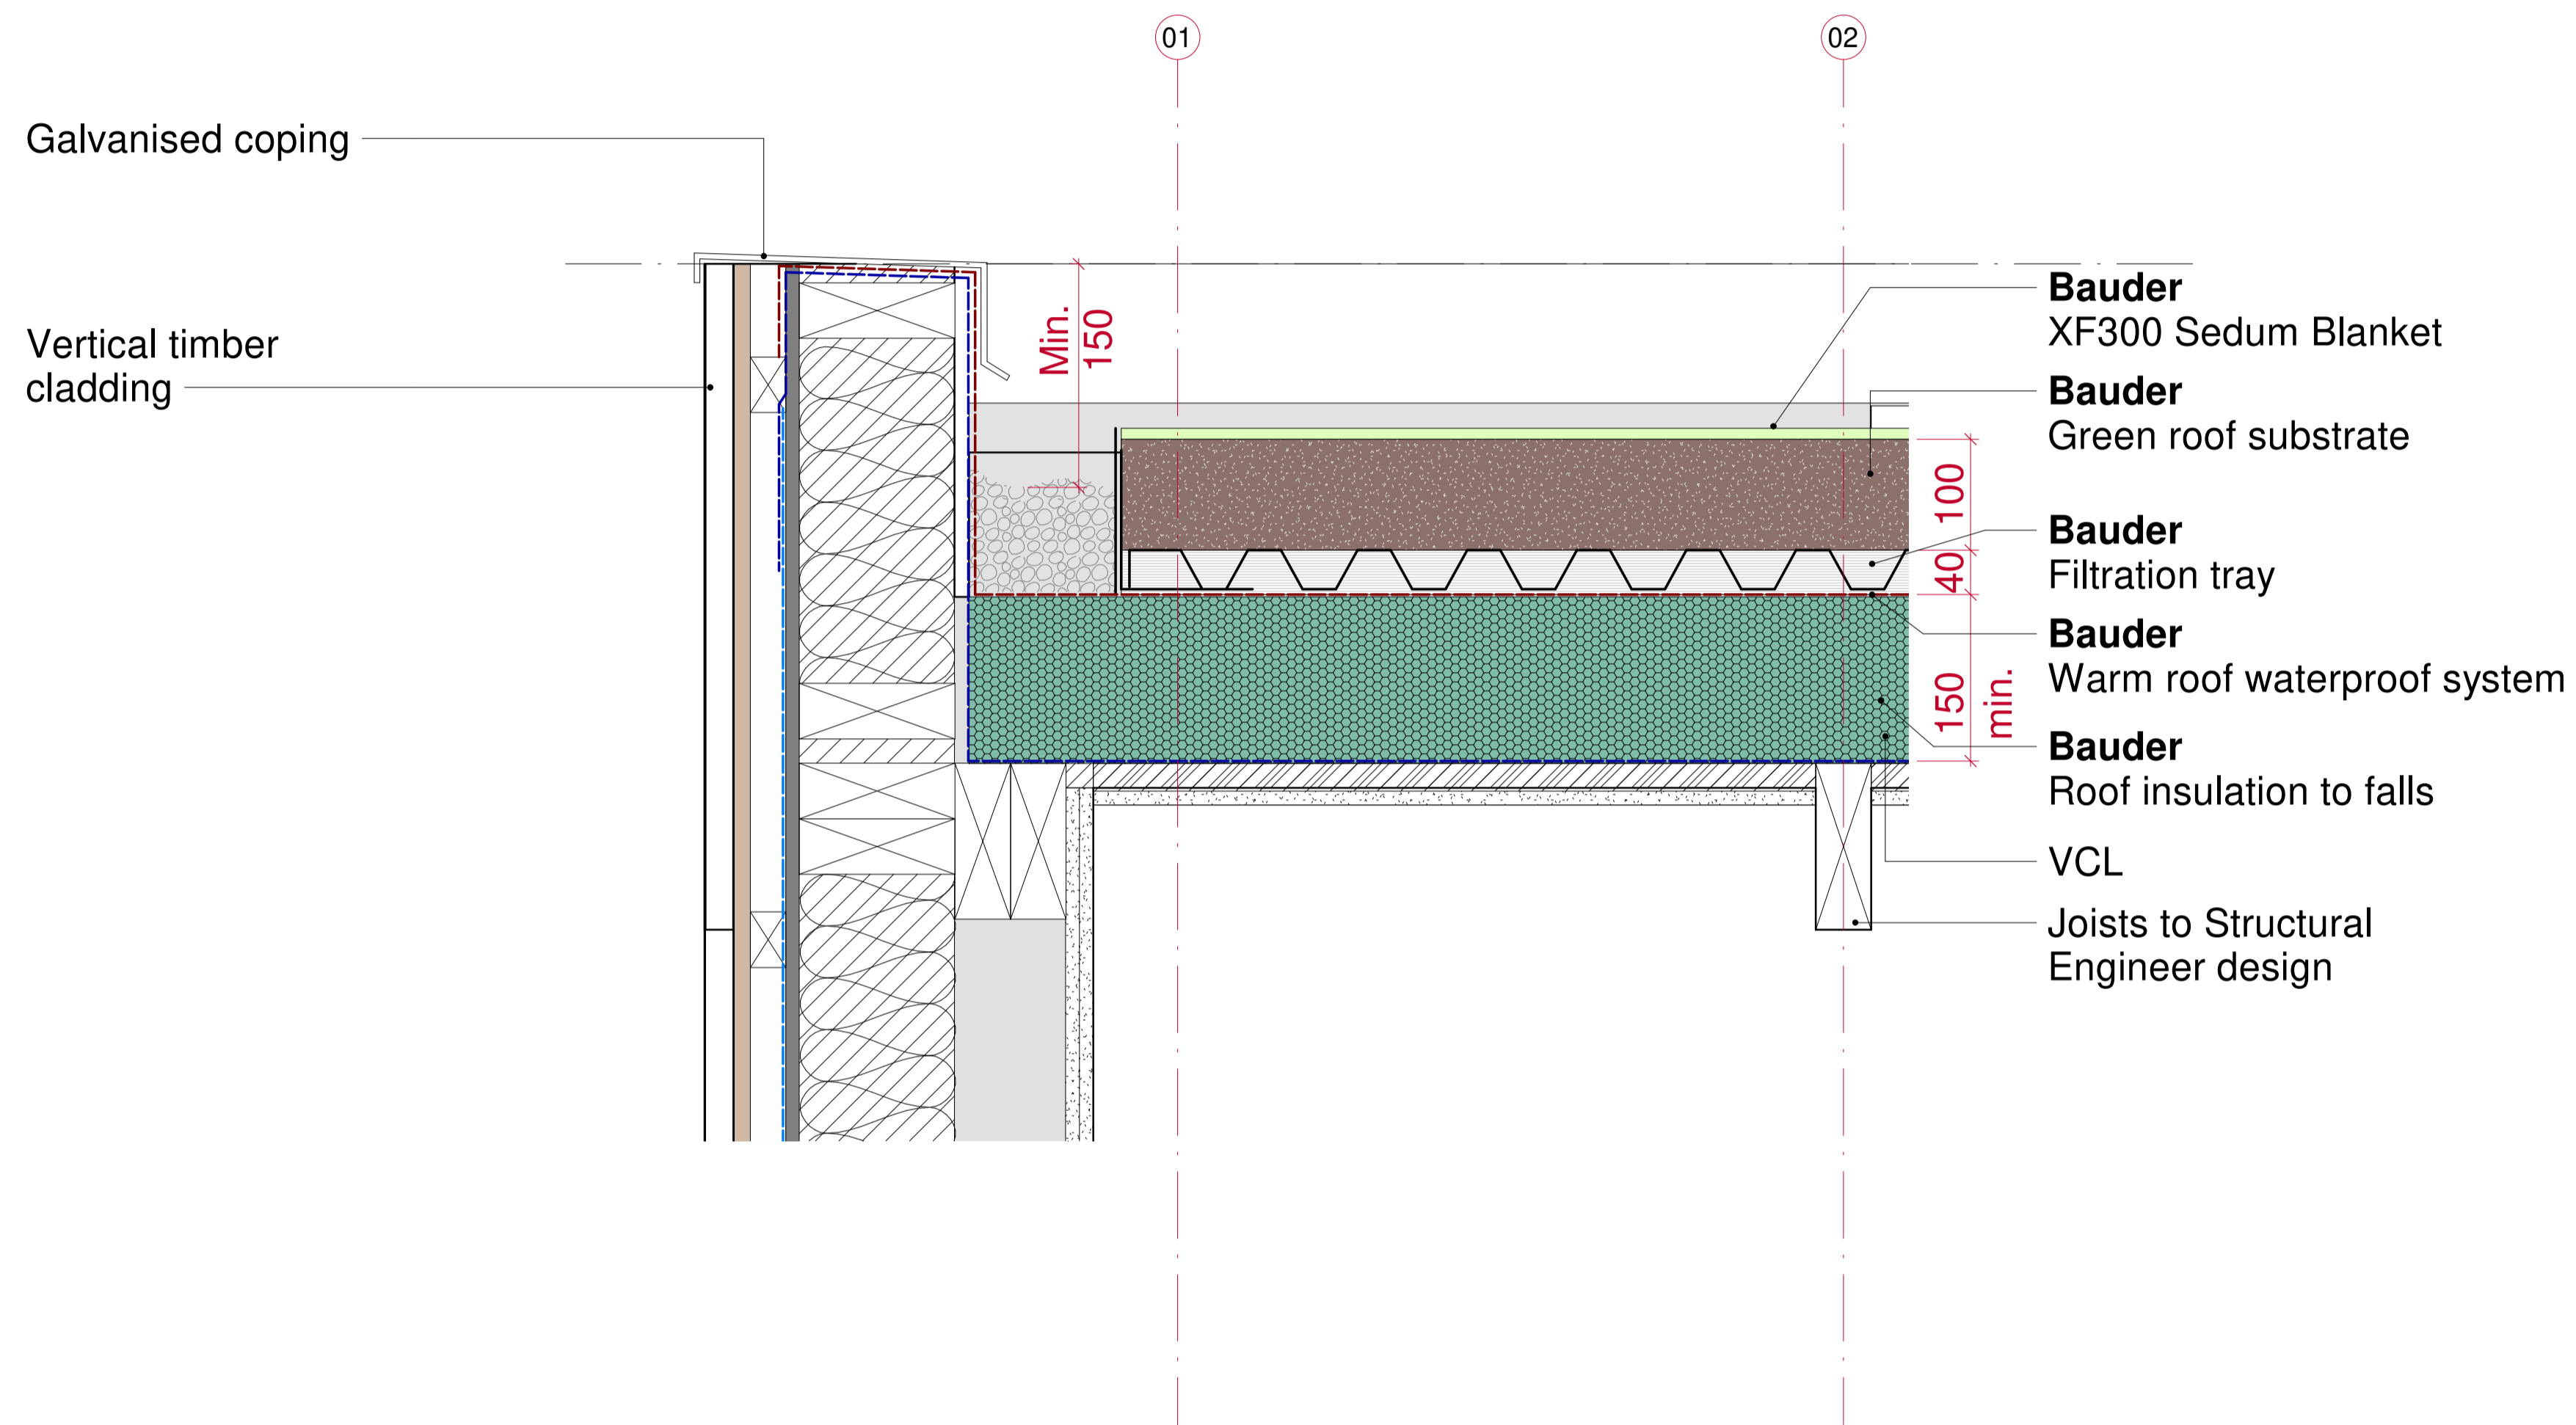 01
02
Galvanised coping
Vertical timber
cladding
Min.
150
Bauder
XF300 Sedum Blanket
Bauder
Green roof substrate
Bauder
Filtration tray
Bauder
Warm roof waterproof system
Bauder
Roof insulation to falls
VCL
Joists to Structural
Engineer design
100
40
150
min.